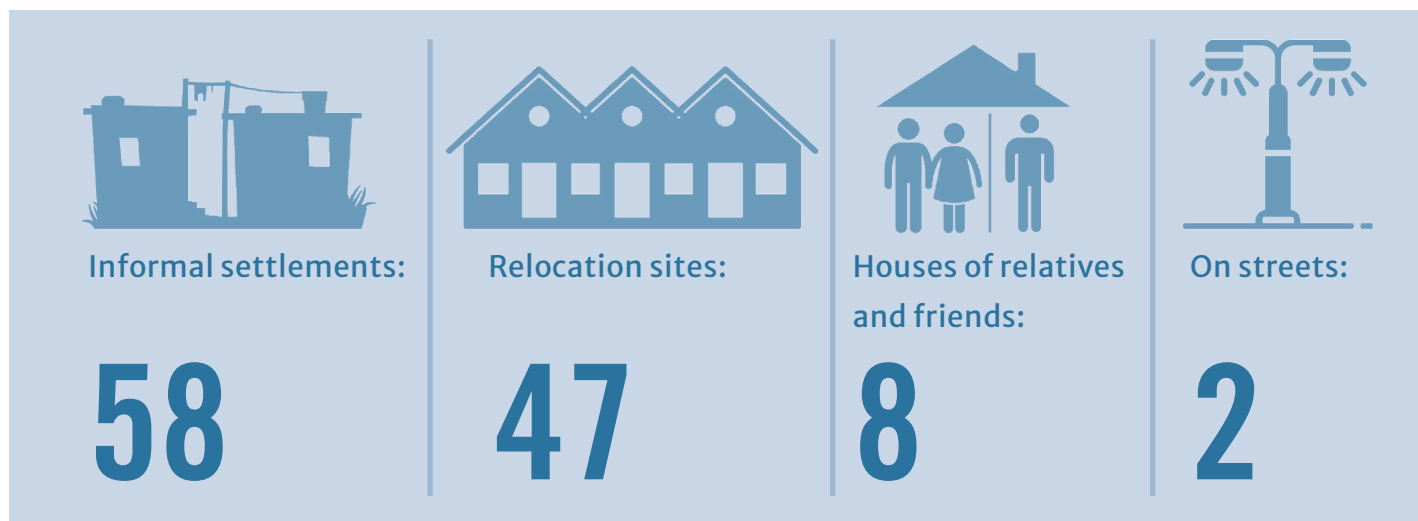 Informal settlements:
58
Relocation sites:
47
Houses of relatives
and friends:
8
On streets:
2